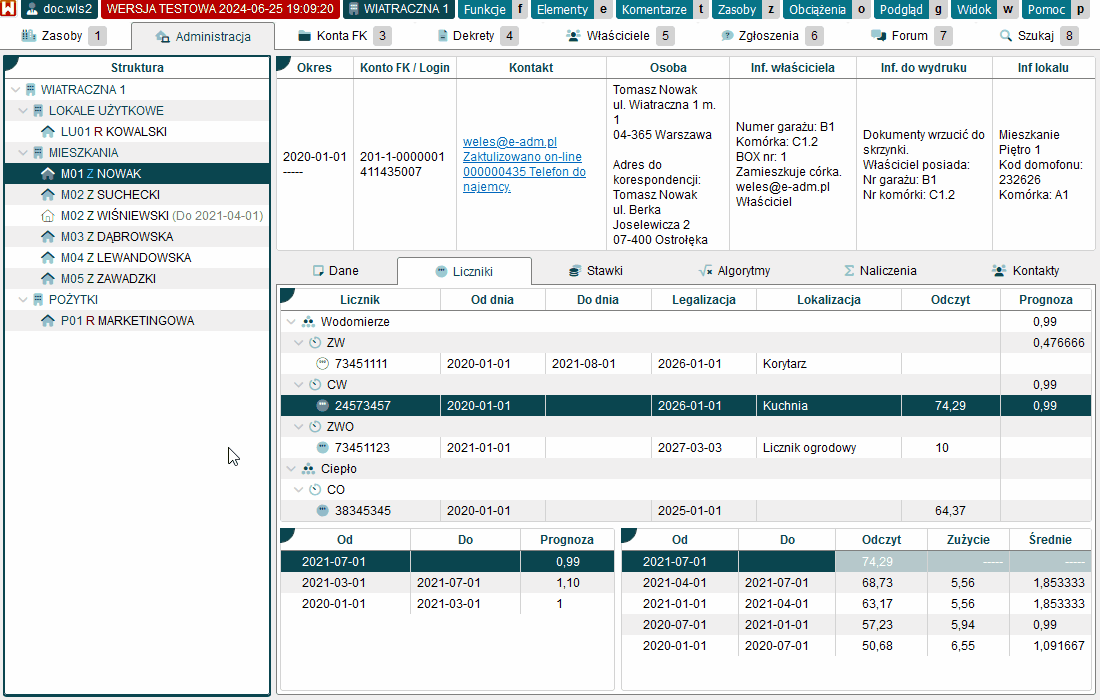 doc.wls2 WERSJA TESTOWA 2024-06-25 19:09:20 WIATRACZNA 1 Funkcje f Elementy e Komentarze t Zasoby z Obciążenia o Podgląd g Widok w Pomoc p
Zasoby 1 Administracja Konta FK 3 Dekrety 4 Właściciele 5 Zgłoszenia 6 Forum 7 Szukaj 8
Struktura
WIATRACZNA 1
LOKALE UŻYTKOWE
LU01 R KOWALSKI
MIESZKANIA
M01 Z NOWAK
M02 Z SUCHECKI
M02 Z WIŚNIEWSKI (Do 2021-04-01)
M03 Z DĄBROWSKA
M04 Z LEWANDOWSKA
M05 Z ZAWADZKI
POŻYTKI
P01 R MARKETINGOWA
Okres Konto FK / Login Kontakt Osoba Inf. właściciela Inf. do wydruku Inf lokalu
2020-01-01
-----
201-1-0000001
411435007
weles@e-adm.pl
Zaktulizowano on-line
000000435 Telefon do
najemcy.
Tomasz Nowak
ul. Wiatraczna 1 m.
1
04-365 Warszawa
Adres do
korespondencji:
Tomasz Nowak
ul. Berka
Joselewicza 2
07-400 Ostrołęka
Numer garażu: B1
Komórka: C1.2
BOX nr: 1
Zamieszkuje córka.
weles@e-adm.pl
Właściciel
Dokumenty wrzucić do
skrzynki.
Właściciel posiada:
Nr garażu: B1
Nr komórki: C1.2
Mieszkanie
Piętro 1
Kod domofonu:
232626
Komórka: A1
Dane Liczniki Stawki Algorytmy Naliczenia Kontakty
Licznik Od dnia Do dnia Legalizacja Lokalizacja Odczyt Prognoza
Wodomierze 0,99
ZW 0,476666
73451111 2020-01-01 2021-08-01 2026-01-01 Korytarz
CW 0,99
24573457 2020-01-01 2026-01-01 Kuchnia 74,29 0,99
ZWO
73451123 2021-01-01 2027-03-03 Licznik ogrodowy 10
Ciepło
CO
38345345 2020-01-01 2025-01-01 64,37
Od Do Prognoza
2021-07-01 0,99
2021-03-01 2021-07-01 1,10
2020-01-01 2021-03-01 1
Od Do Odczyt Zużycie Średnie
2021-07-01 74,29 ----- -----
2021-04-01 2021-07-01 68,73 5,56 1,853333
2021-01-01 2021-04-01 63,17 5,56 1,853333
2020-07-01 2021-01-01 57,23 5,94 0,99
2020-01-01 2020-07-01 50,68 6,55 1,091667